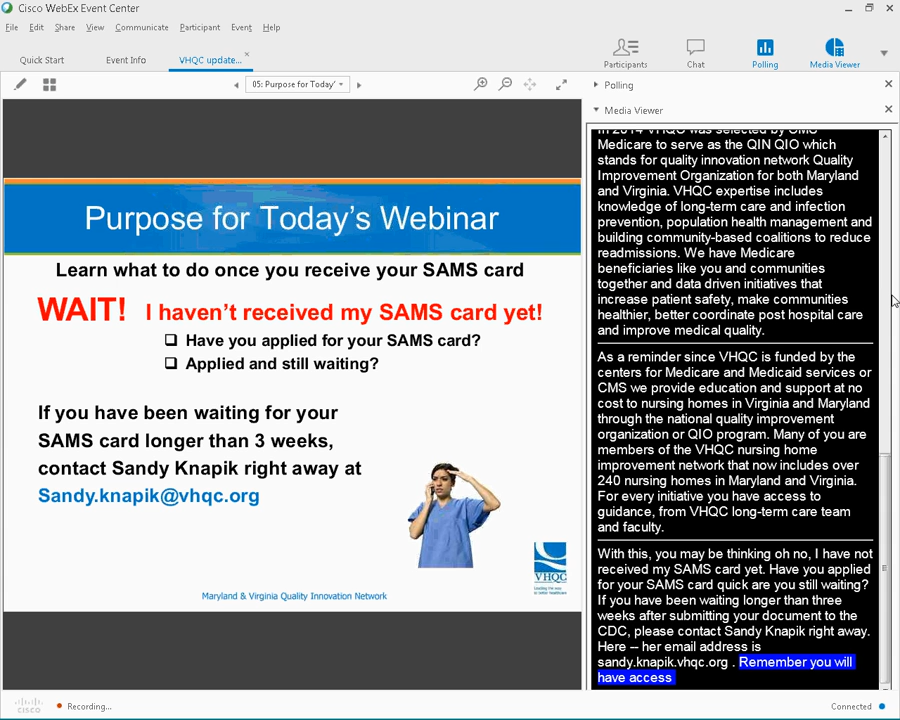 Cisco WebEx Event Center
File Edit Share View Communicate Participant Event Help
Quick Start Event Info VHQC update...
Participants Chat Polling Media Viewer
05: Purpose for Today'
Polling
Media Viewer
Purpose for Today's Webinar
Learn what to do once you receive your SAMS card
WAIT! I haven't received my SAMS card yet!
Have you applied for your SAMS card?
Applied and still waiting?
If you have been waiting for your
SAMS card longer than 3 weeks,
contact Sandy Knapik right away at
Sandy.knapik@vhqc.org
VHQC
Maryland & Virginia Quality Innovation Network
In 2014 VHQC was selected by CMS
Medicare to serve as the QIN QIO which
stands for quality innovation network Quality
Improvement Organization for both Maryland
and Virginia. VHQC expertise includes
knowledge of long-term care and infection
prevention, population health management and
building community-based coalitions to reduce
readmissions. We have Medicare
beneficiaries like you and communities
together and data driven initiatives that
increase patient safety, make communities
healthier, better coordinate post hospital care
and improve medical quality.
As a reminder since VHQC is funded by the
centers for Medicare and Medicaid services or
CMS we provide education and support at no
cost to nursing homes in Virginia and Maryland
through the national quality improvement
organization or QIO program. Many of you are
members of the VHQC nursing home
improvement network that now includes over
240 nursing homes in Maryland and Virginia.
For every initiative you have access to
guidance, from VHQC long-term care team
and faculty.
With this, you may be thinking oh no, I have not
received my SAMS card yet. Have you applied
for your SAMS card quick are you still waiting?
If you have been waiting longer than three
weeks after submitting your document to the
CDC, please contact Sandy Knapik right away.
Here -- her email address is
sandy.knapik.vhqc.org . Remember you will
have access
cisco Recording... Connected